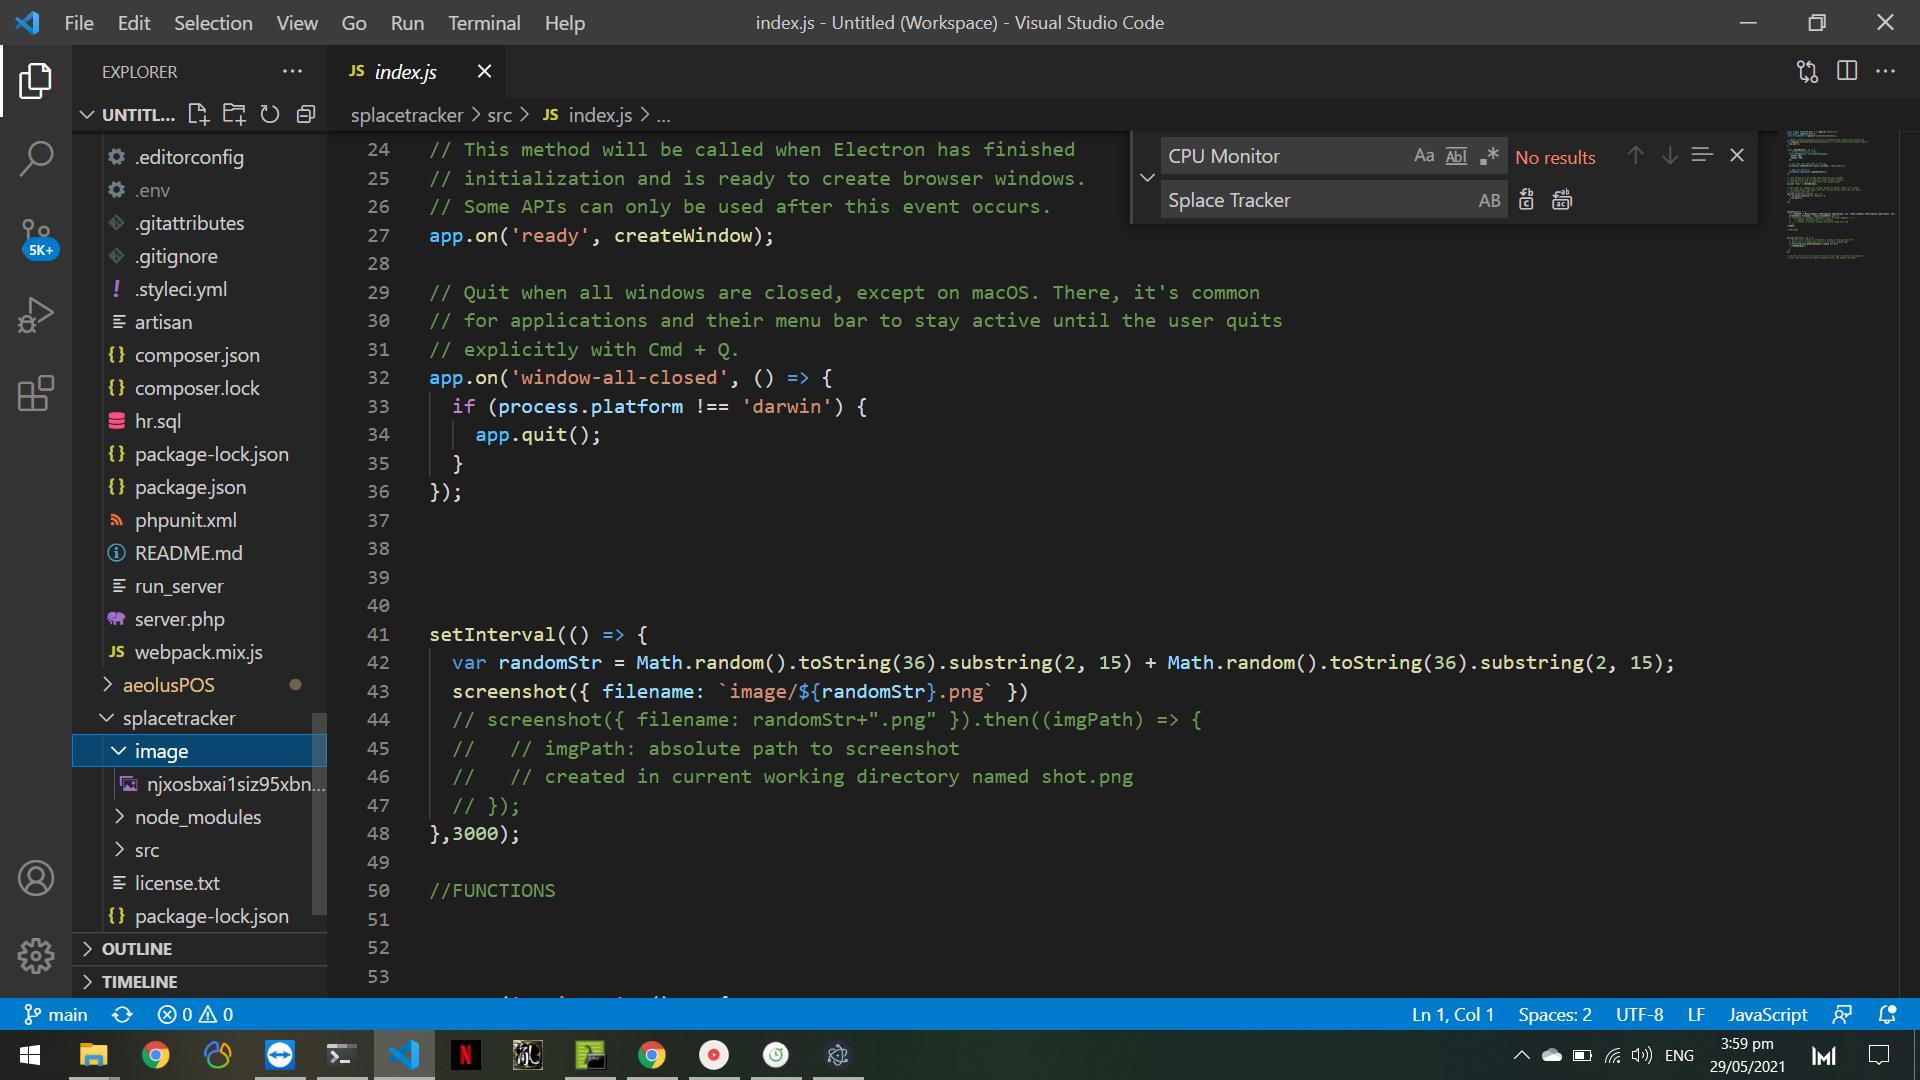 File Edit Selection View Go Run Terminal Help
index.js - Untitled (Workspace) - Visual Studio Code
EXPLORER
UNTITL...
.editorconfig
.env
.gitattributes
.gitignore
.styleci.yml
artisan
composer.json
composer.lock
hr.sql
package-lock.json
package.json
phpunit.xml
README.md
run_server
server.php
JS webpack.mix.js
aeolusPOS
splacetracker
image
njxosbxai1siz95xbn...
node_modules
src
license.txt
package-lock.json
OUTLINE
TIMELINE
5K+
JS index.js
splacetracker > src > JS index.js > ...
CPU Monitor Aa Abl .* No results
Splace Tracker AB
24 // This method will be called when Electron has finished
25 // initialization and is ready to create browser windows.
26 // Some APIs can only be used after this event occurs.
27 app.on('ready', createWindow);
28
29 // Quit when all windows are closed, except on macOS. There, it's common
30 // for applications and their menu bar to stay active until the user quits
31 // explicitly with Cmd + Q.
32 app.on('window-all-closed', () => {
33 if (process.platform !== 'darwin') {
34 app.quit();
35 }
36 });
37
38
39
40
41 setInterval(() => {
42 var randomStr = Math.random().toString(36).substring(2, 15) + Math.random().toString(36).substring(2, 15);
43 screenshot({ filename: `image/${randomStr}.png` })
44 // screenshot({ filename: randomStr+".png" }).then((imgPath) => {
45 // // imgPath: absolute path to screenshot
46 // // created in current working directory named shot.png
47 // });
48 },3000);
49
50 //FUNCTIONS
51
52
53
main 0 0
Ln 1, Col 1 Spaces: 2 UTF-8 LF JavaScript
ENG
3:59 pm
29/05/2021